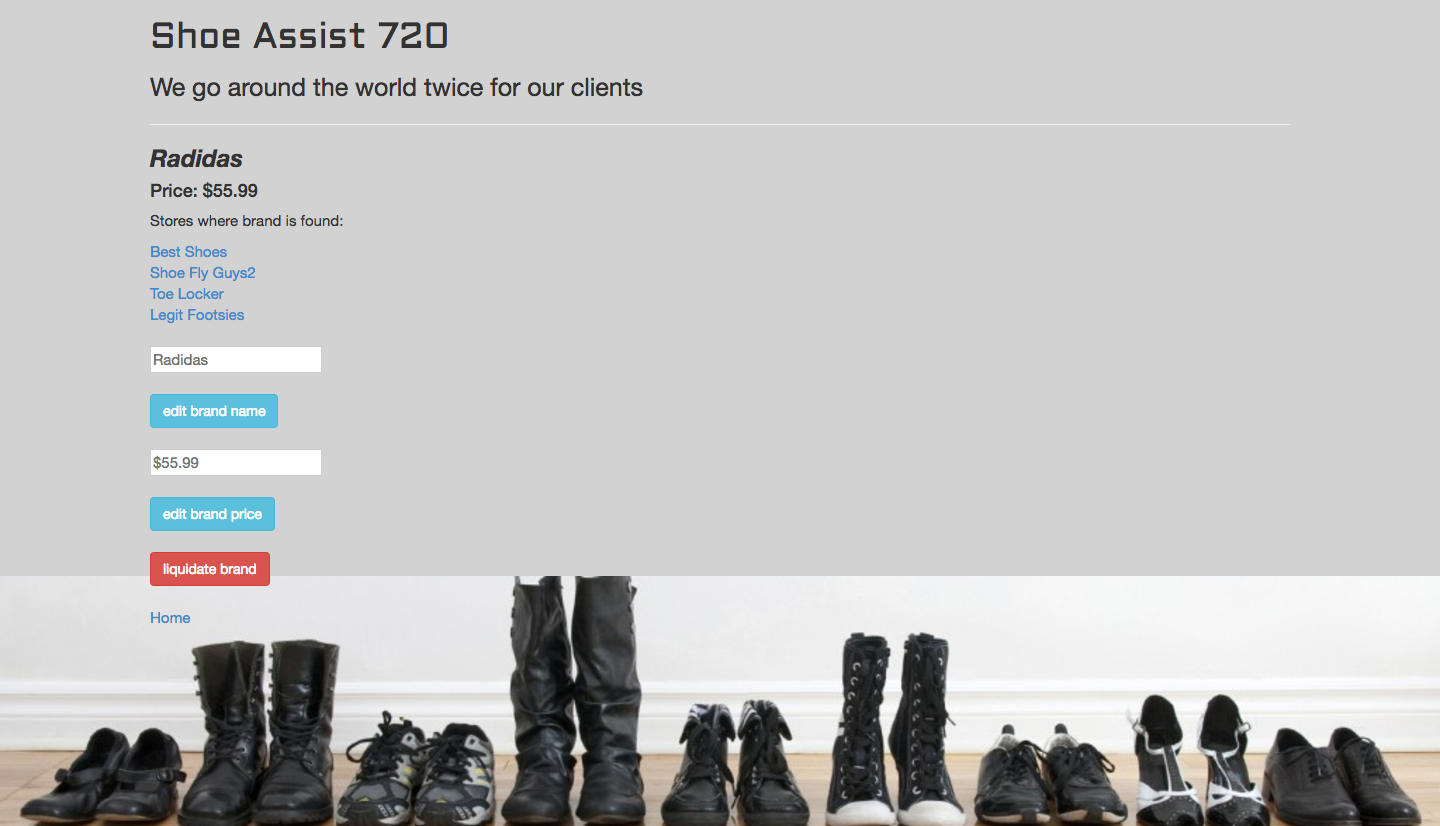 Shoe Assist 720
We go around the world twice for our clients
Radidas
Price: $55.99
Stores where brand is found:
Best Shoes
Shoe Fly Guys2
Toe Locker
Legit Footsies
Radidas
edit brand name
$55.99
edit brand price
liquidate brand
Home